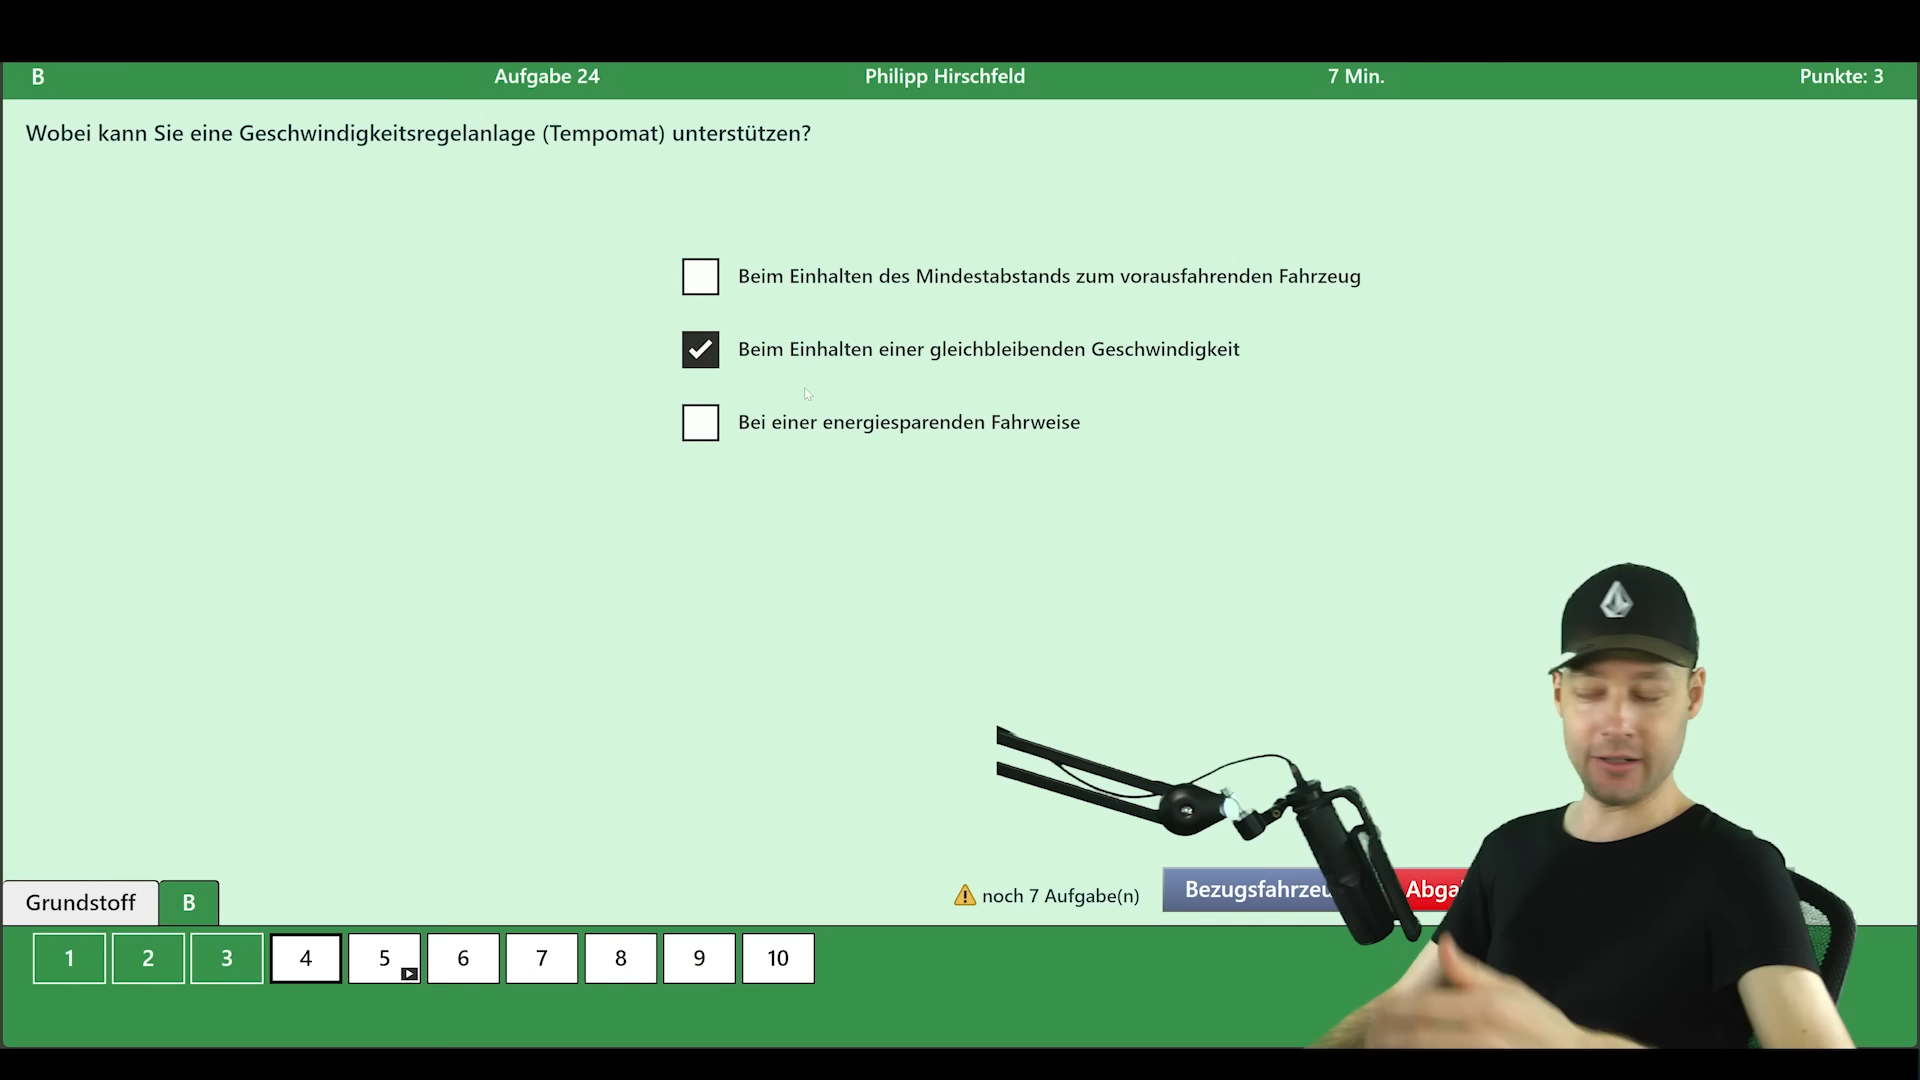 B Aufgabe 24 Philipp Hirschfeld 7 Min. Punkte: 3
Wobei kann Sie eine Geschwindigkeitsregelanlage (Tempomat) unterstützen?
Beim Einhalten des Mindestabstands zum vorausfahrenden Fahrzeug
Beim Einhalten einer gleichbleibenden Geschwindigkeit
Bei einer energiesparenden Fahrweise
noch 7 Aufgabe(n) Bezugsfahrzeu Abga
Grundstoff B
1 2 3 4 5 6 7 8 9 10